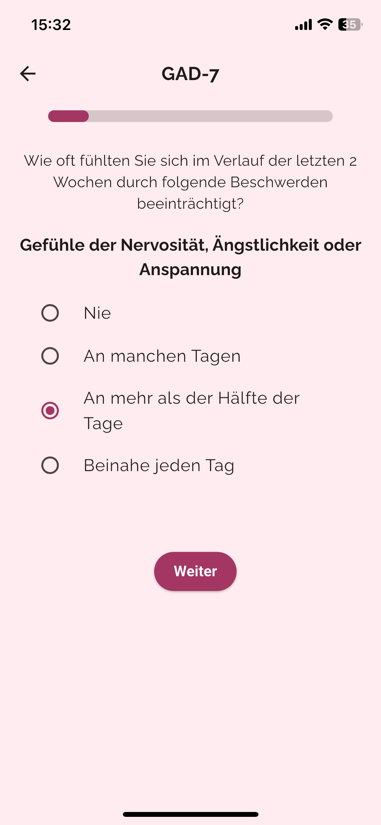 15:32
35
GAD-7
Wie oft fühlten Sie sich im Verlauf der letzten 2
Wochen durch folgende Beschwerden
beeinträchtigt?
Gefühle der Nervosität, Ängstlichkeit oder
Anspannung
Nie
An manchen Tagen
An mehr als der Hälfte der
Tage
Beinahe jeden Tag
Weiter